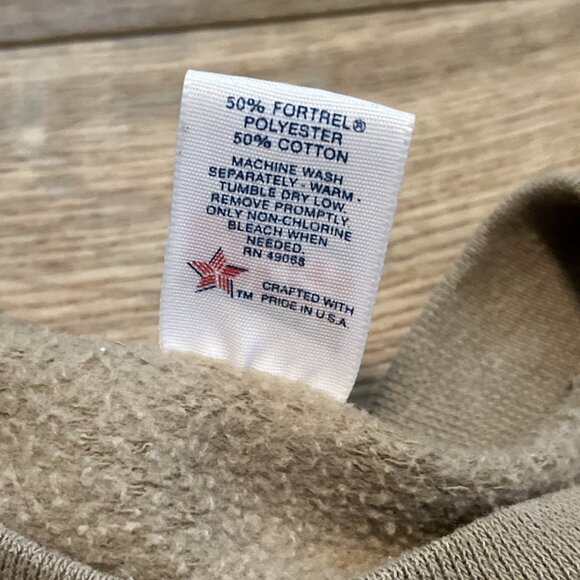 50% FORTREL®
POLYESTER
50% COTTON
MACHINE WASH
SEPARATELY - WARM.
TUMBLE DRY LOW.
REMOVE PROMPTLY
ONLY NON-CHLORINE
BLEACH WHEN
NEEDED.
RN 49068
CRAFTED WITH
TM PRIDE IN U.S.A.